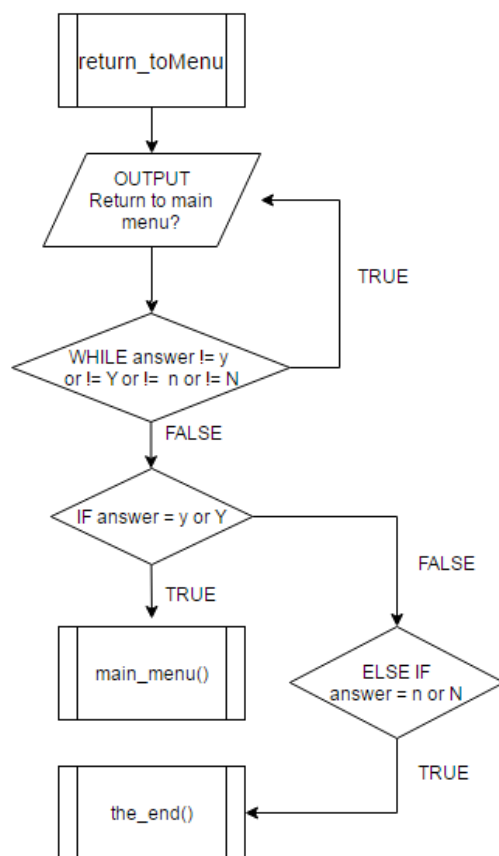 return_toMenu
OUTPUT
Return to main
menu?
TRUE
WHILE answer != y
or != Y or != n or != N
FALSE
IF answer = y or Y
FALSE
TRUE
main_menu()
ELSE IF
answer = n or N
TRUE
the_end()